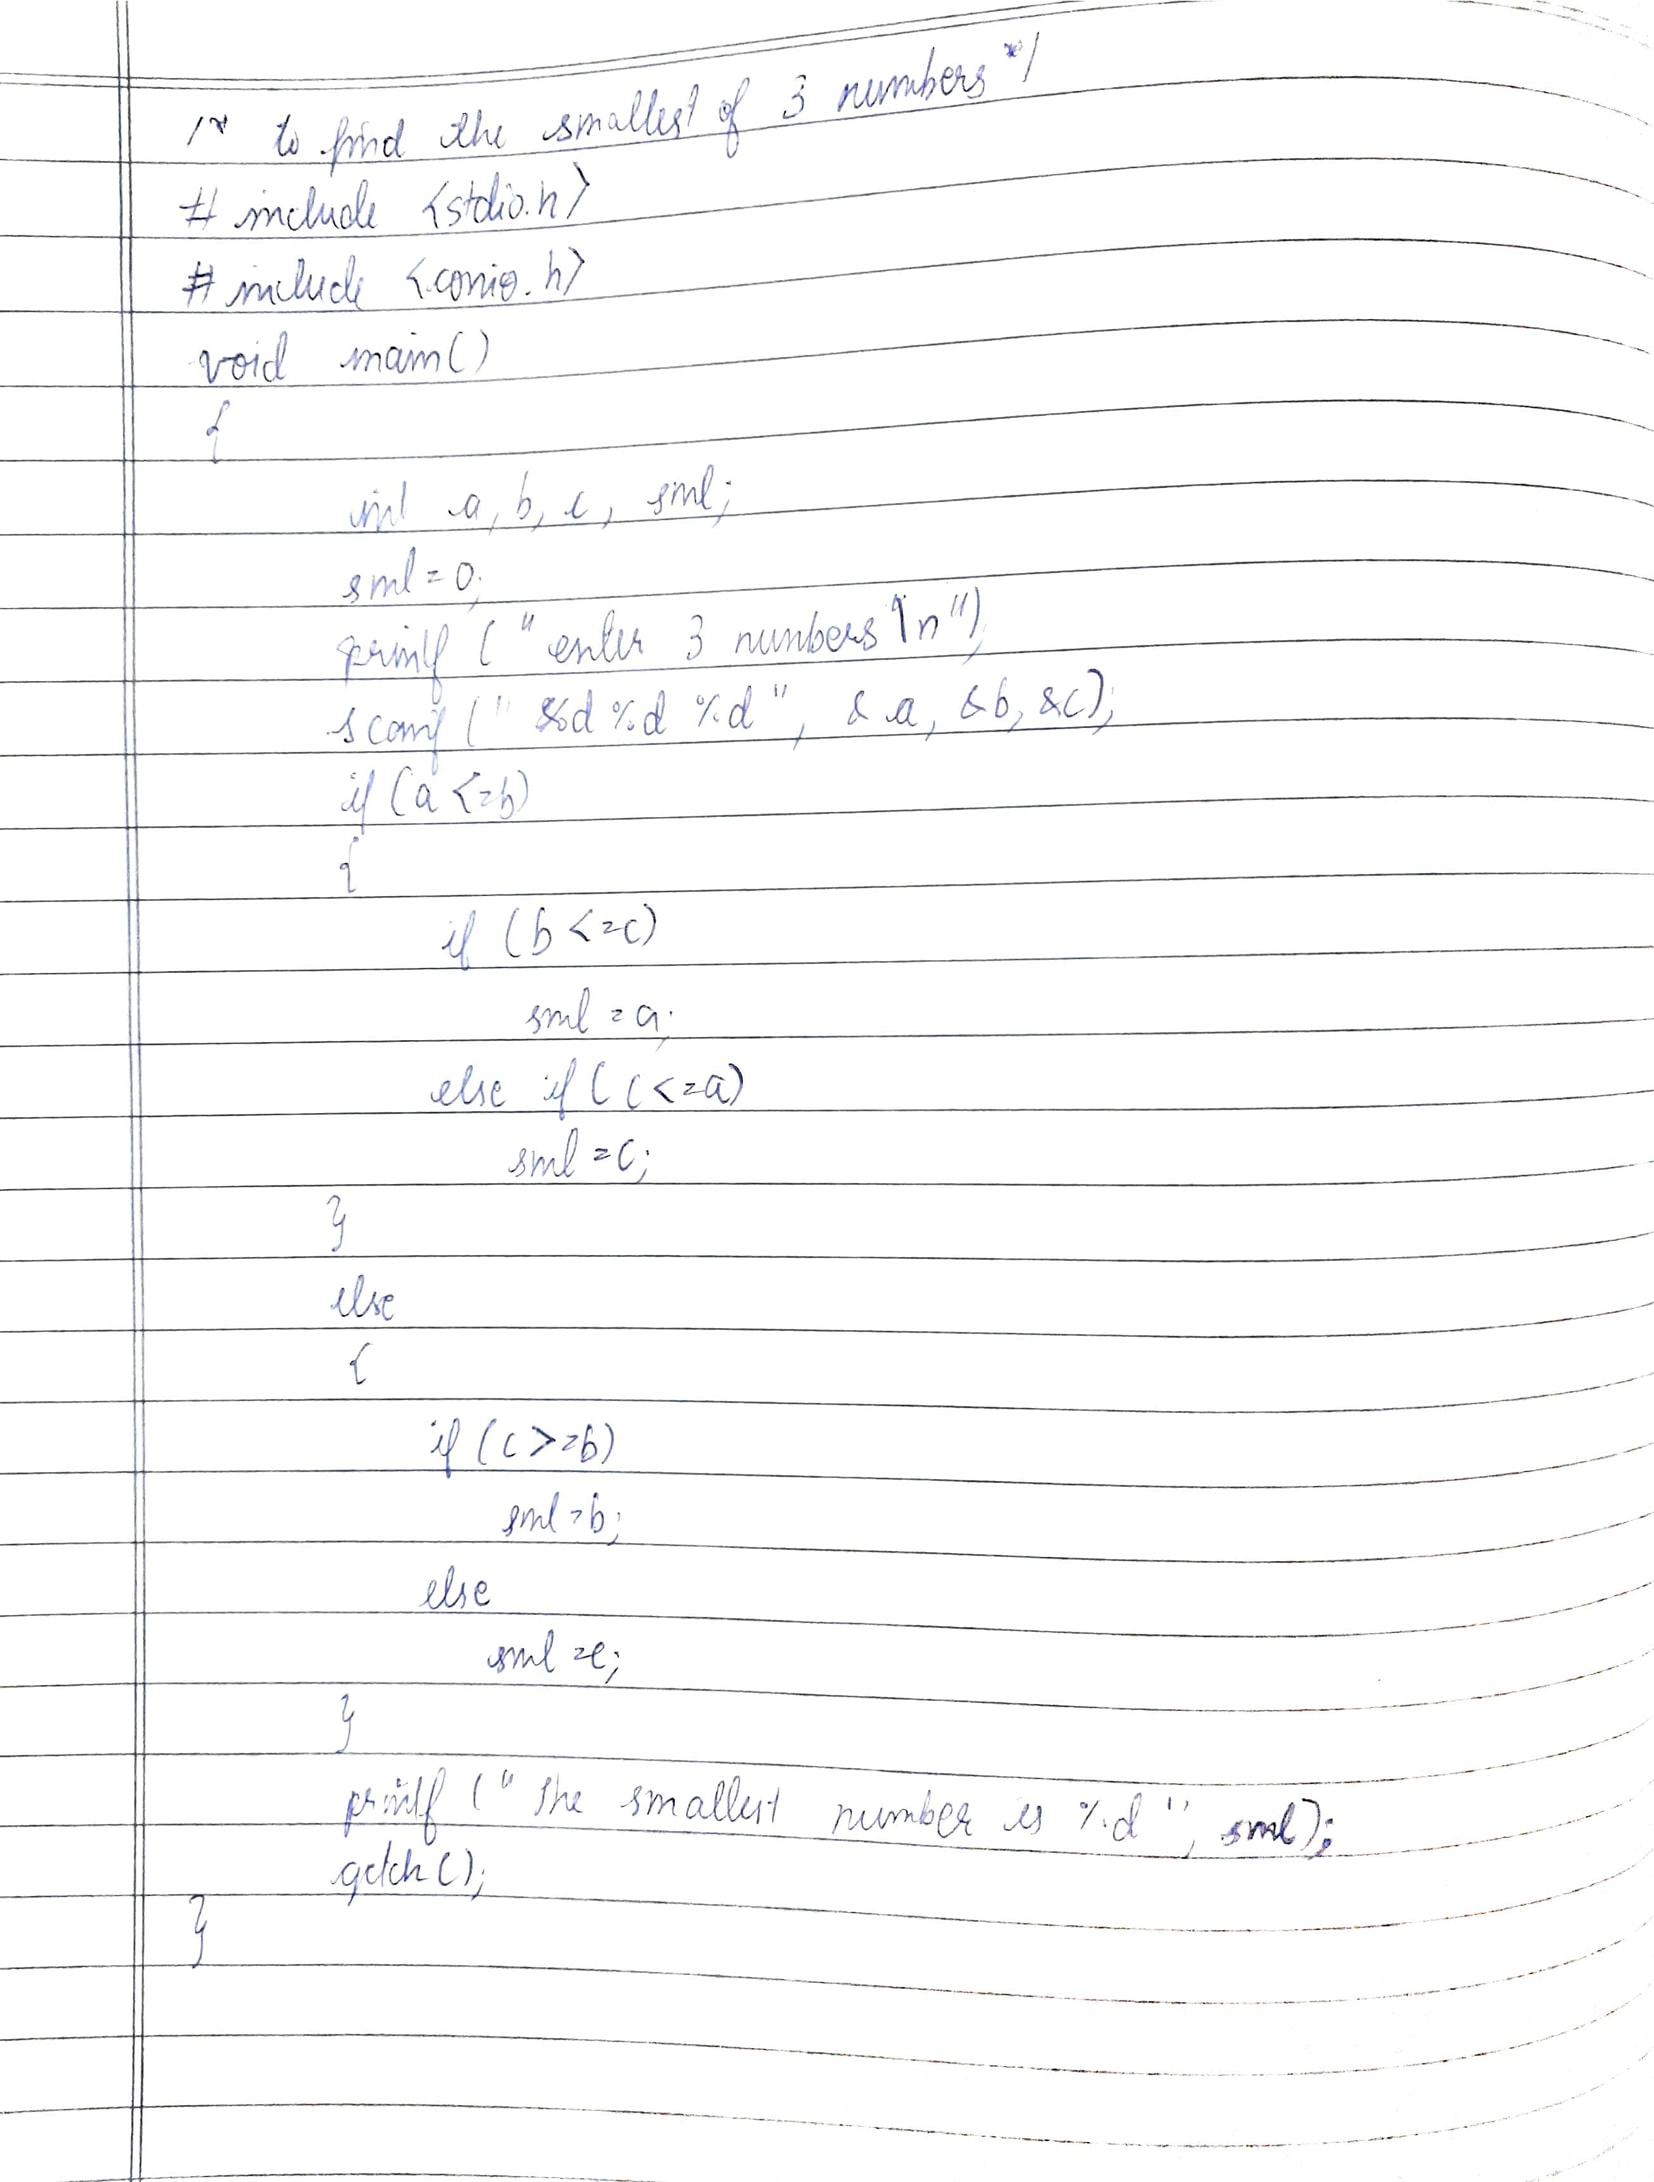 /* to find the smallest of 3 numbers */
# include <stdio.h>
# include <conio.h>
void main()
{
int a, b, c, sml;
sml = 0;
printf (" enter 3 numbers \n");
scanf (" %d %d %d ", & a, &b, &c);
if (a <=b)
{
if (b <=c)
sml = a;
else if ( c <=a)
sml = c;
}
else
{
if (c >=b)
sml =b;
else
sml =c;
}
printf (" the smallest number is %d ", sml);
getch ();
}